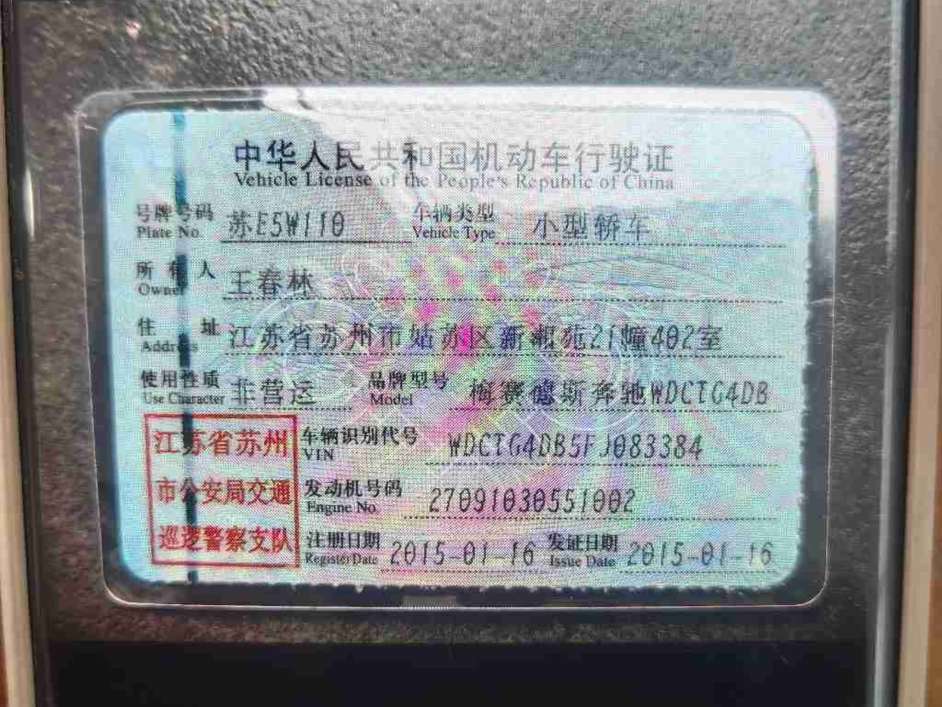 中华人民共和国机动车行驶证
Vehicle License of the People's Republic of China
号牌号码 苏E5W110 车辆类型 小型轿车
Plate No. Vehicle Type
所有人 王春林
Owner
住 址 江苏省苏州市姑苏区新湘苑21幢402室
Address
使用性质 非营运 品牌型号 梅赛德斯奔驰WDCTG4DB
Use Character Model
江苏省苏州 车辆识别代号 WDCTG4DB5FJ083384
VIN
市公安局交通 发动机号码 27091030551002
Engine No.
巡逻警察支队 注册日期 2015-01-16 发证日期 2015-01-16
Register Date Issue Date